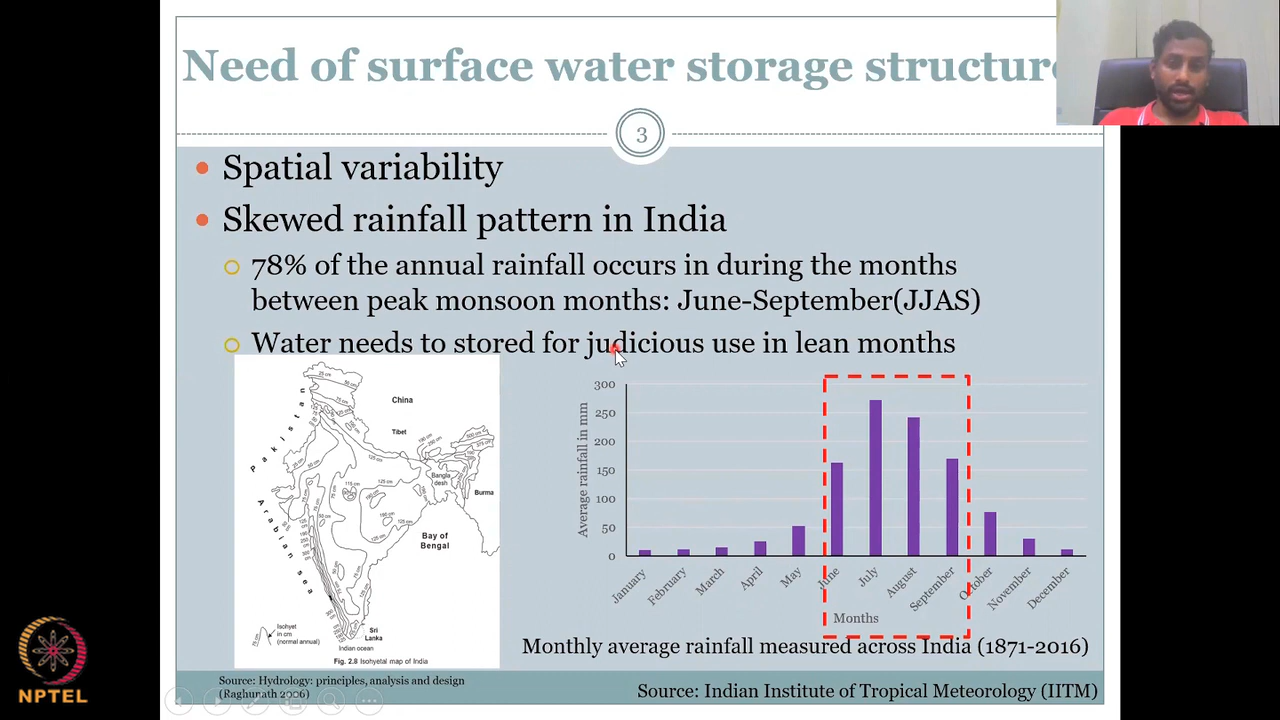 Need of surface water storage structur
3
Spatial variability
Skewed rainfall pattern in India
78% of the annual rainfall occurs in during the months
between peak monsoon months: June-September(JJAS)
Water needs to stored for judicious use in lean months
China
Tibet
Pakistan
Bangla
desh
Burma
Arabian sea
Bay of
Bengal
Sri
Lanka
Indian ocean
Isohyet
in cm
(normal annual)
75 cm
Fig. 2.8 Isohyetal map of India
Average rainfall in mm
300
250
200
150
100
50
0
January
February
March
April
May
June
July
August
September
October
November
December
Months
Monthly average rainfall measured across India (1871-2016)
Source: Hydrology: principles, analysis and design
(Raghunath 2006)
Source: Indian Institute of Tropical Meteorology (IITM)
NPTEL